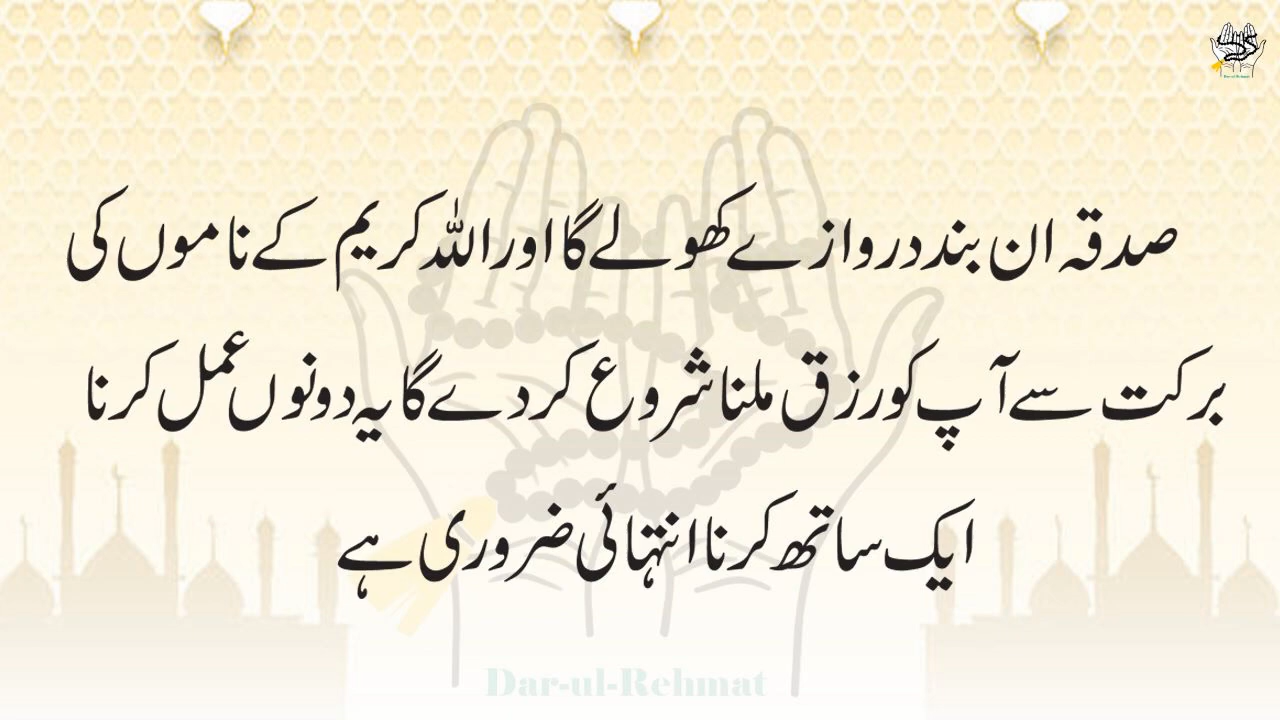 صدقہ ان بند دروازے کھولے گا اور اللہ کریم کے ناموں کی
برکت سے آپ کو رزق ملنا شروع کر دے گا یہ دونوں عمل کرنا
ایک ساتھ کرنا انتہائی ضروری ہے
Dar-ul-Rehmat